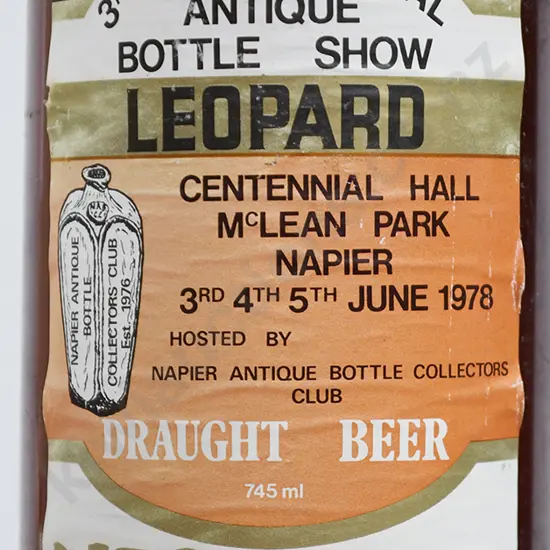 ANTIQUE
BOTTLE SHOW
LEOPARD
CENTENNIAL HALL
McLEAN PARK
NAPIER
3RD 4TH 5TH JUNE 1978
HOSTED BY
NAPIER ANTIQUE BOTTLE COLLECTORS
CLUB
NAPIER ANTIQUE
BOTTLE
COLLECTORS CLUB
Est. 1976
DRAUGHT BEER
745 ml